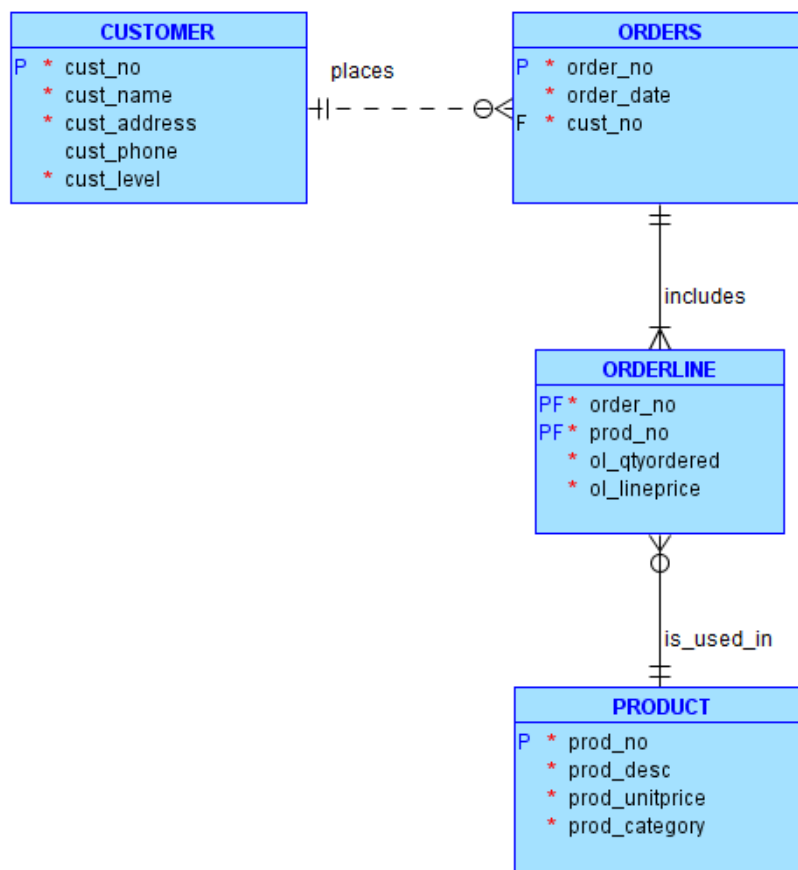 CUSTOMER
P * cust_no
* cust_name
* cust_address
cust_phone
* cust_level
places
ORDERS
P * order_no
* order_date
F * cust_no
includes
ORDERLINE
PF * order_no
PF * prod_no
* ol_qtyordered
* ol_lineprice
is_used_in
PRODUCT
P * prod_no
* prod_desc
* prod_unitprice
* prod_category